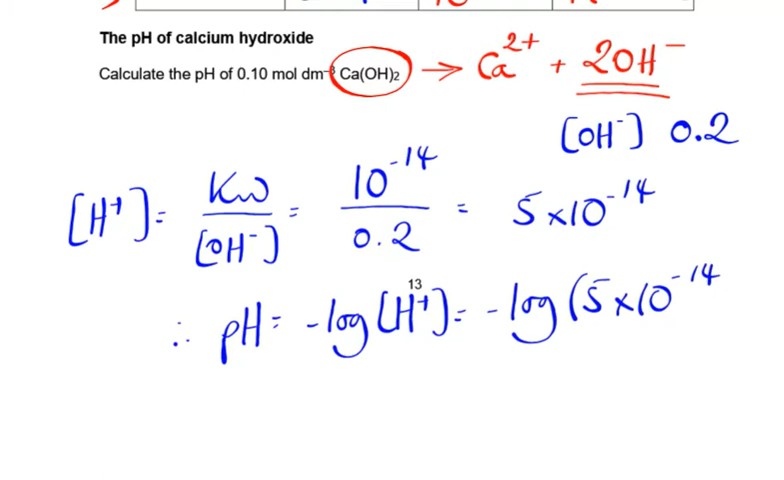 The pH of calcium hydroxide
Calculate the pH of 0.10 mol dm⁻³ Ca(OH)₂ → Ca²⁺ + 2OH⁻
[OH⁻] 0.2
[H⁺] = Kw / [OH⁻] = 10⁻¹⁴ / 0.2 = 5 × 10⁻¹⁴
13
∴ pH = -log[H⁺] = -log(5 × 10⁻¹⁴